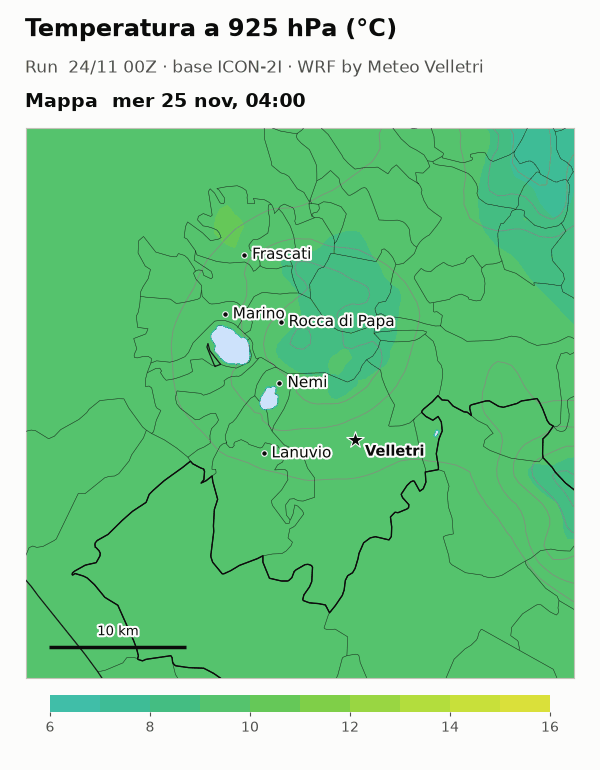 Temperatura a 925 hPa (°C)
Run 24/11 00Z · base ICON-2I · WRF by Meteo Velletri
Mappa mer 25 nov, 04:00
Frascati
Marino
Rocca di Papa
Nemi
Velletri
Lanuvio
10 km
6 8 10 12 14 16